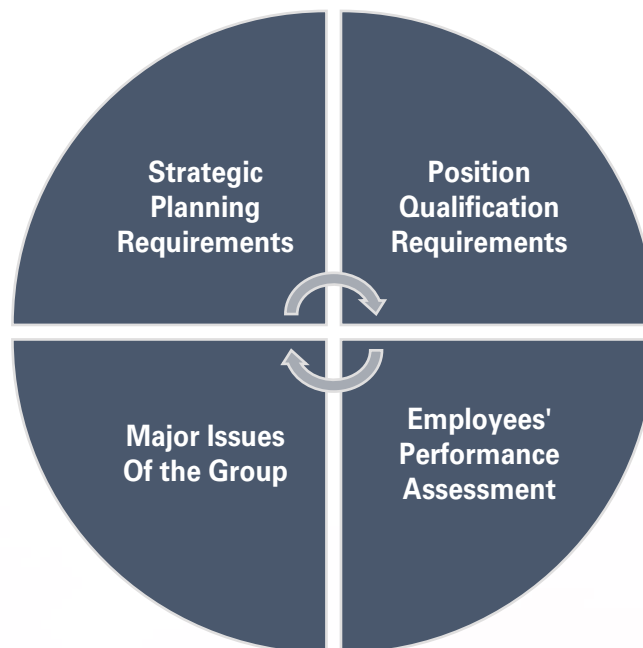 Strategic
Planning
Requirements
Position
Qualification
Requirements
Major Issues
Of the Group
Employees'
Performance
Assessment